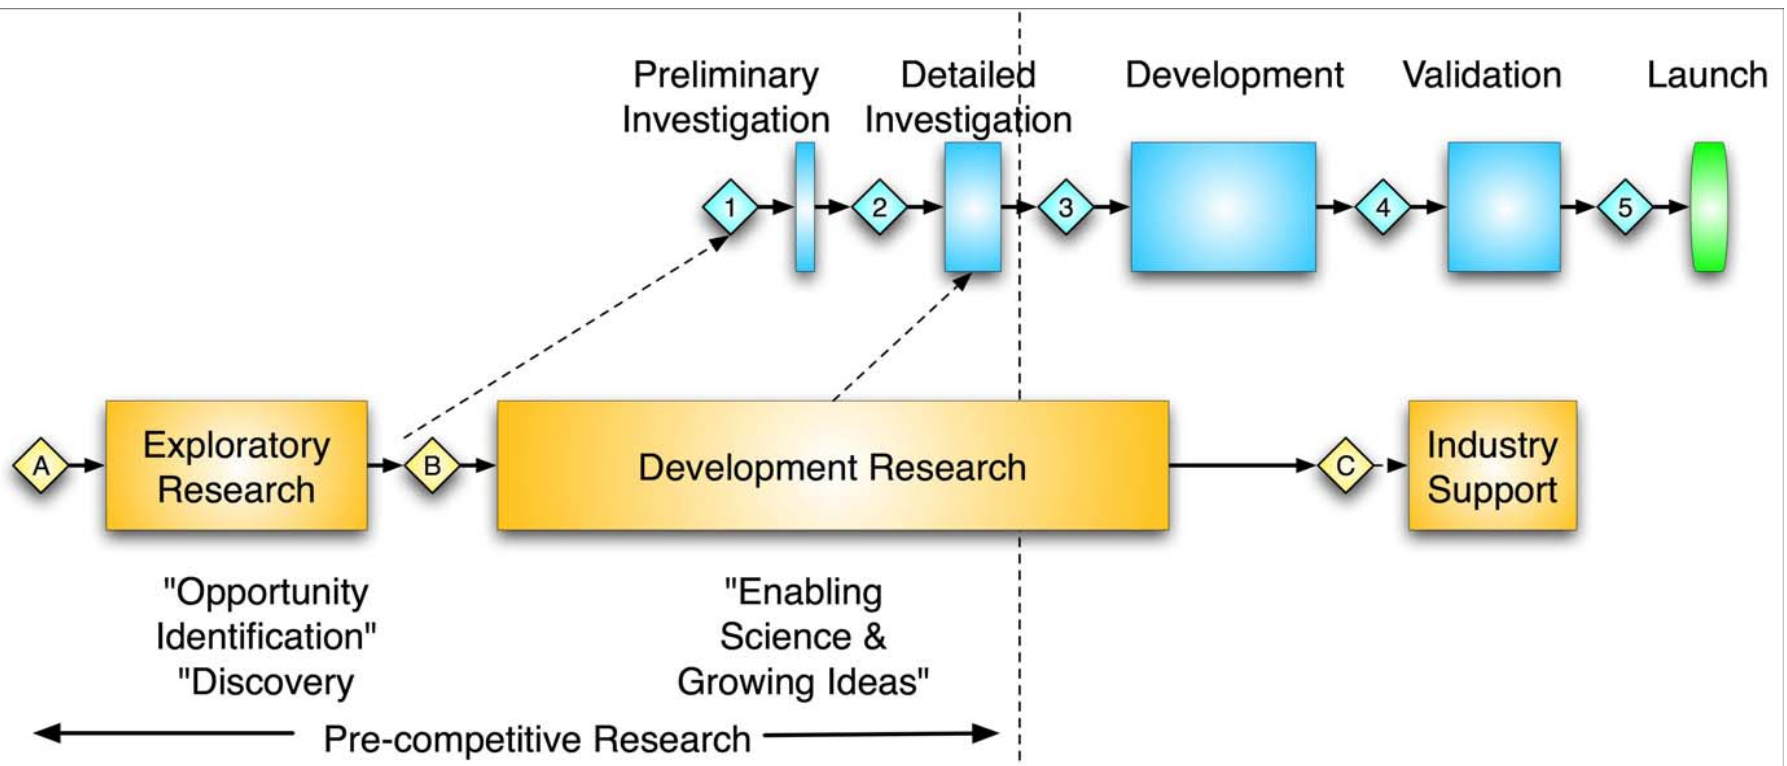 Preliminary
Investigation
Detailed
Investigation
Development
Validation
Launch
1
2
3
4
5
A
Exploratory
Research
B
Development Research
C
Industry
Support
"Opportunity
Identification"
"Discovery
"Enabling
Science &
Growing Ideas"
Pre-competitive Research